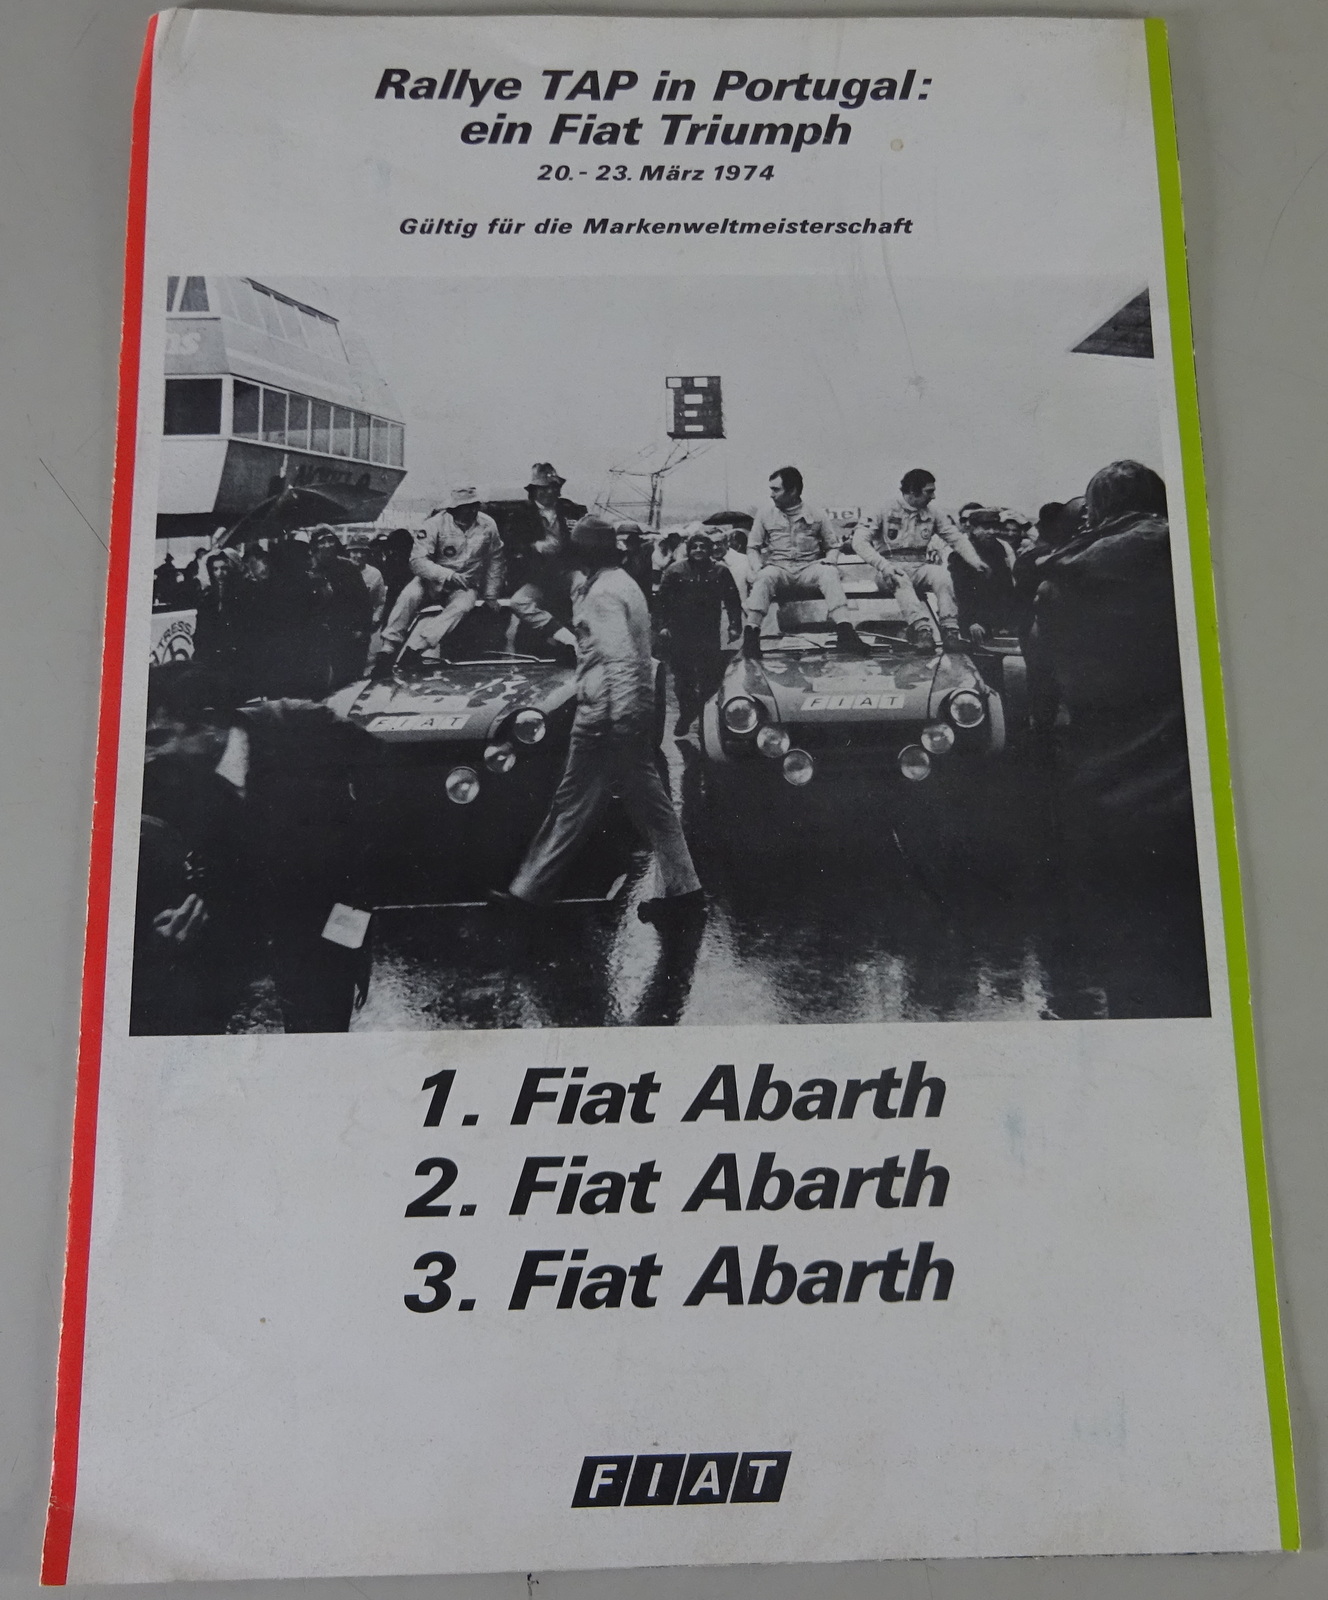 Rallye TAP in Portugal:
ein Fiat Triumph
20.- 23. März 1974
Gültig für die Markenweltmeisterschaft
FIAT
FIAT
1. Fiat Abarth
2. Fiat Abarth
3. Fiat Abarth
FIAT